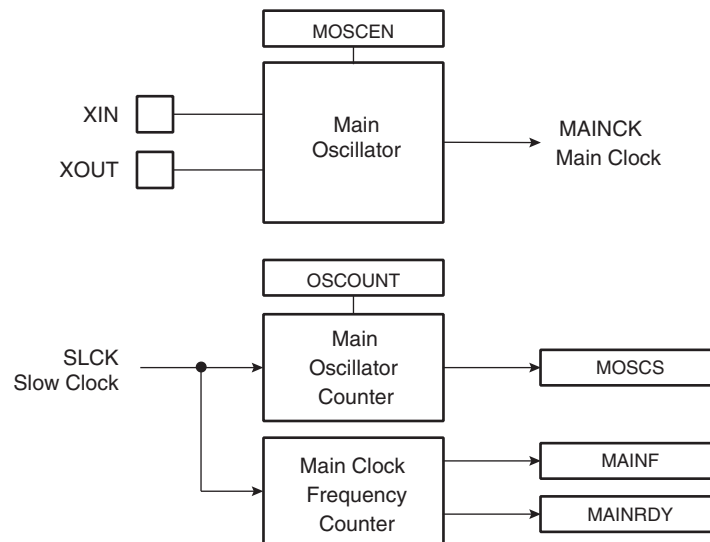 MOSCEN
XIN
XOUT
Main
Oscillator
MAINCK
Main Clock
OSCOUNT
SLCK
Slow Clock
Main
Oscillator
Counter
MOSCS
Main Clock
Frequency
Counter
MAINF
MAINRDY